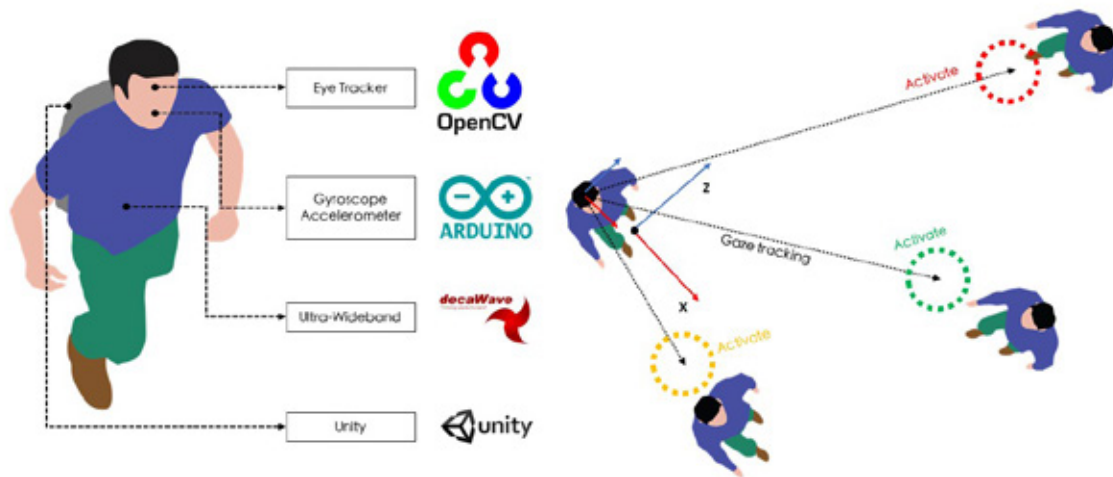 Eye Tracker
OpenCV
Gyroscope
Accelerometer
ARDUINO
Ultra-Wideband
decaWave
Unity
unity
Activate
Z
Gaze tracking
Activate
X
Activate